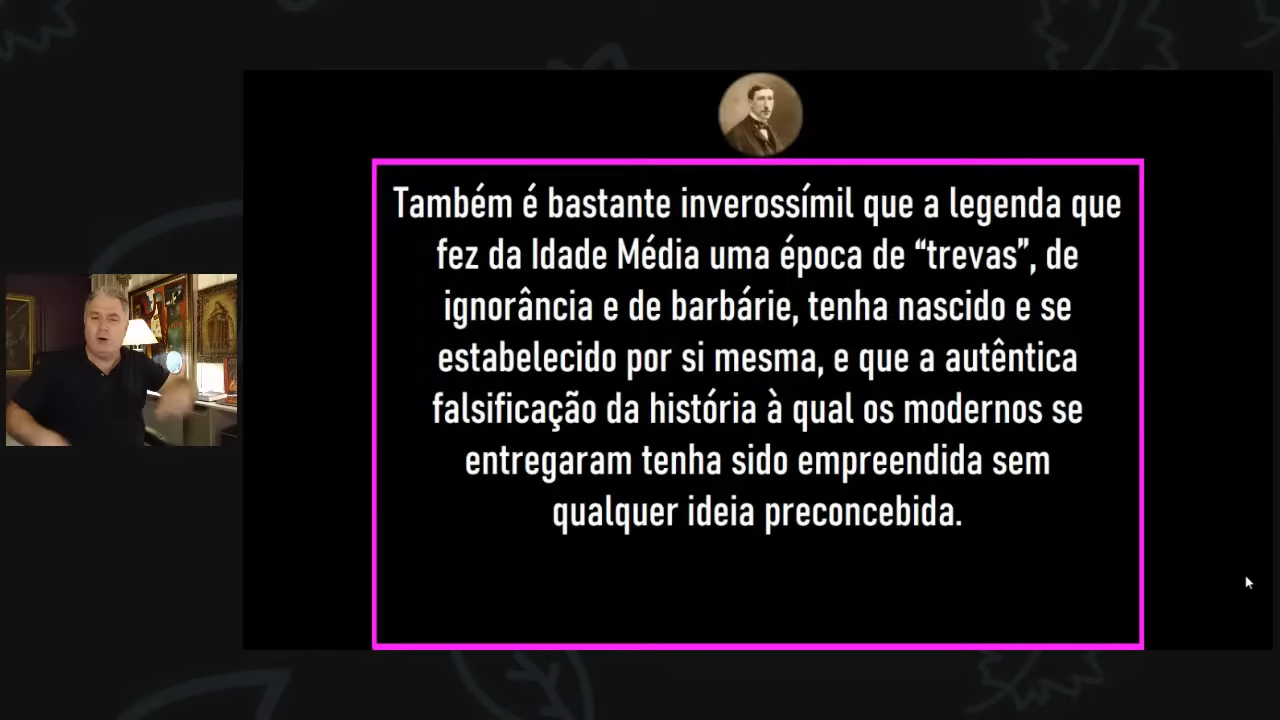 Também é bastante inverossímil que a legenda que
fez da Idade Média uma época de “trevas”, de
ignorância e de barbárie, tenha nascido e se
estabelecido por si mesma, e que a autêntica
falsificação da história à qual os modernos se
entregaram tenha sido empreendida sem
qualquer ideia preconcebida.